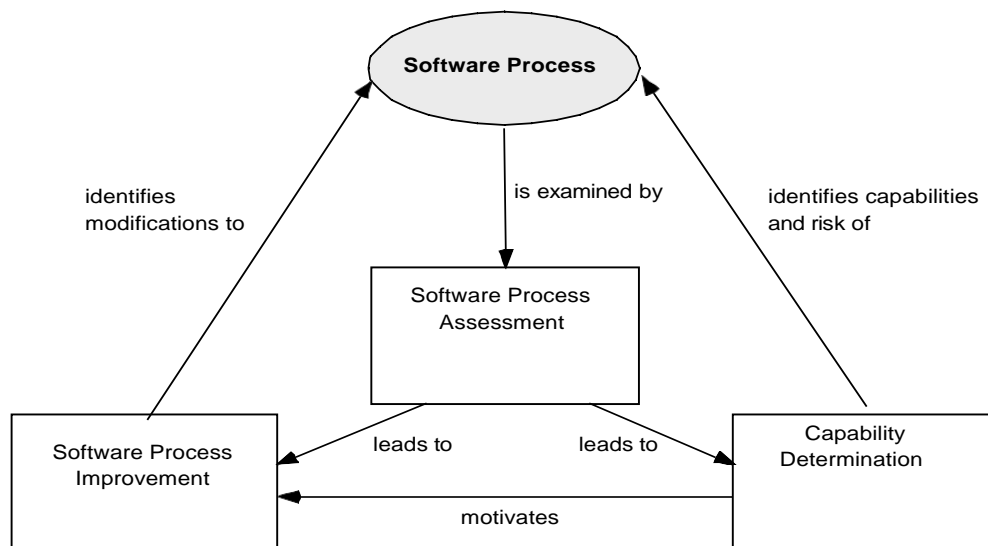 Software Process
identifies
modifications to
is examined by
identifies capabilities
and risk of
Software Process
Assessment
Software Process
Improvement
leads to
leads to
Capability
Determination
motivates